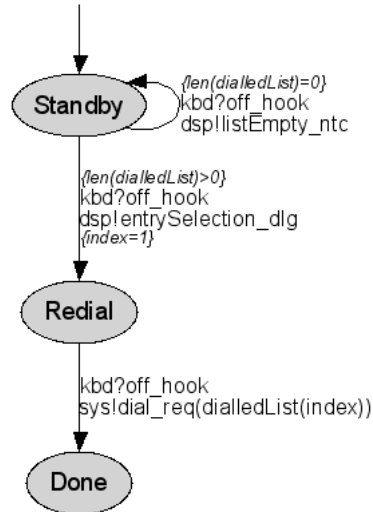 {len(dialledList)=0}
Standby
kbd?off_hook
dsp!listEmpty_ntc
{len(dialledList)>0}
kbd?off_hook
dsp!entrySelection_dlg
{index=1}
Redial
kbd?off_hook
sys!dial_req(dialledList(index))
Done